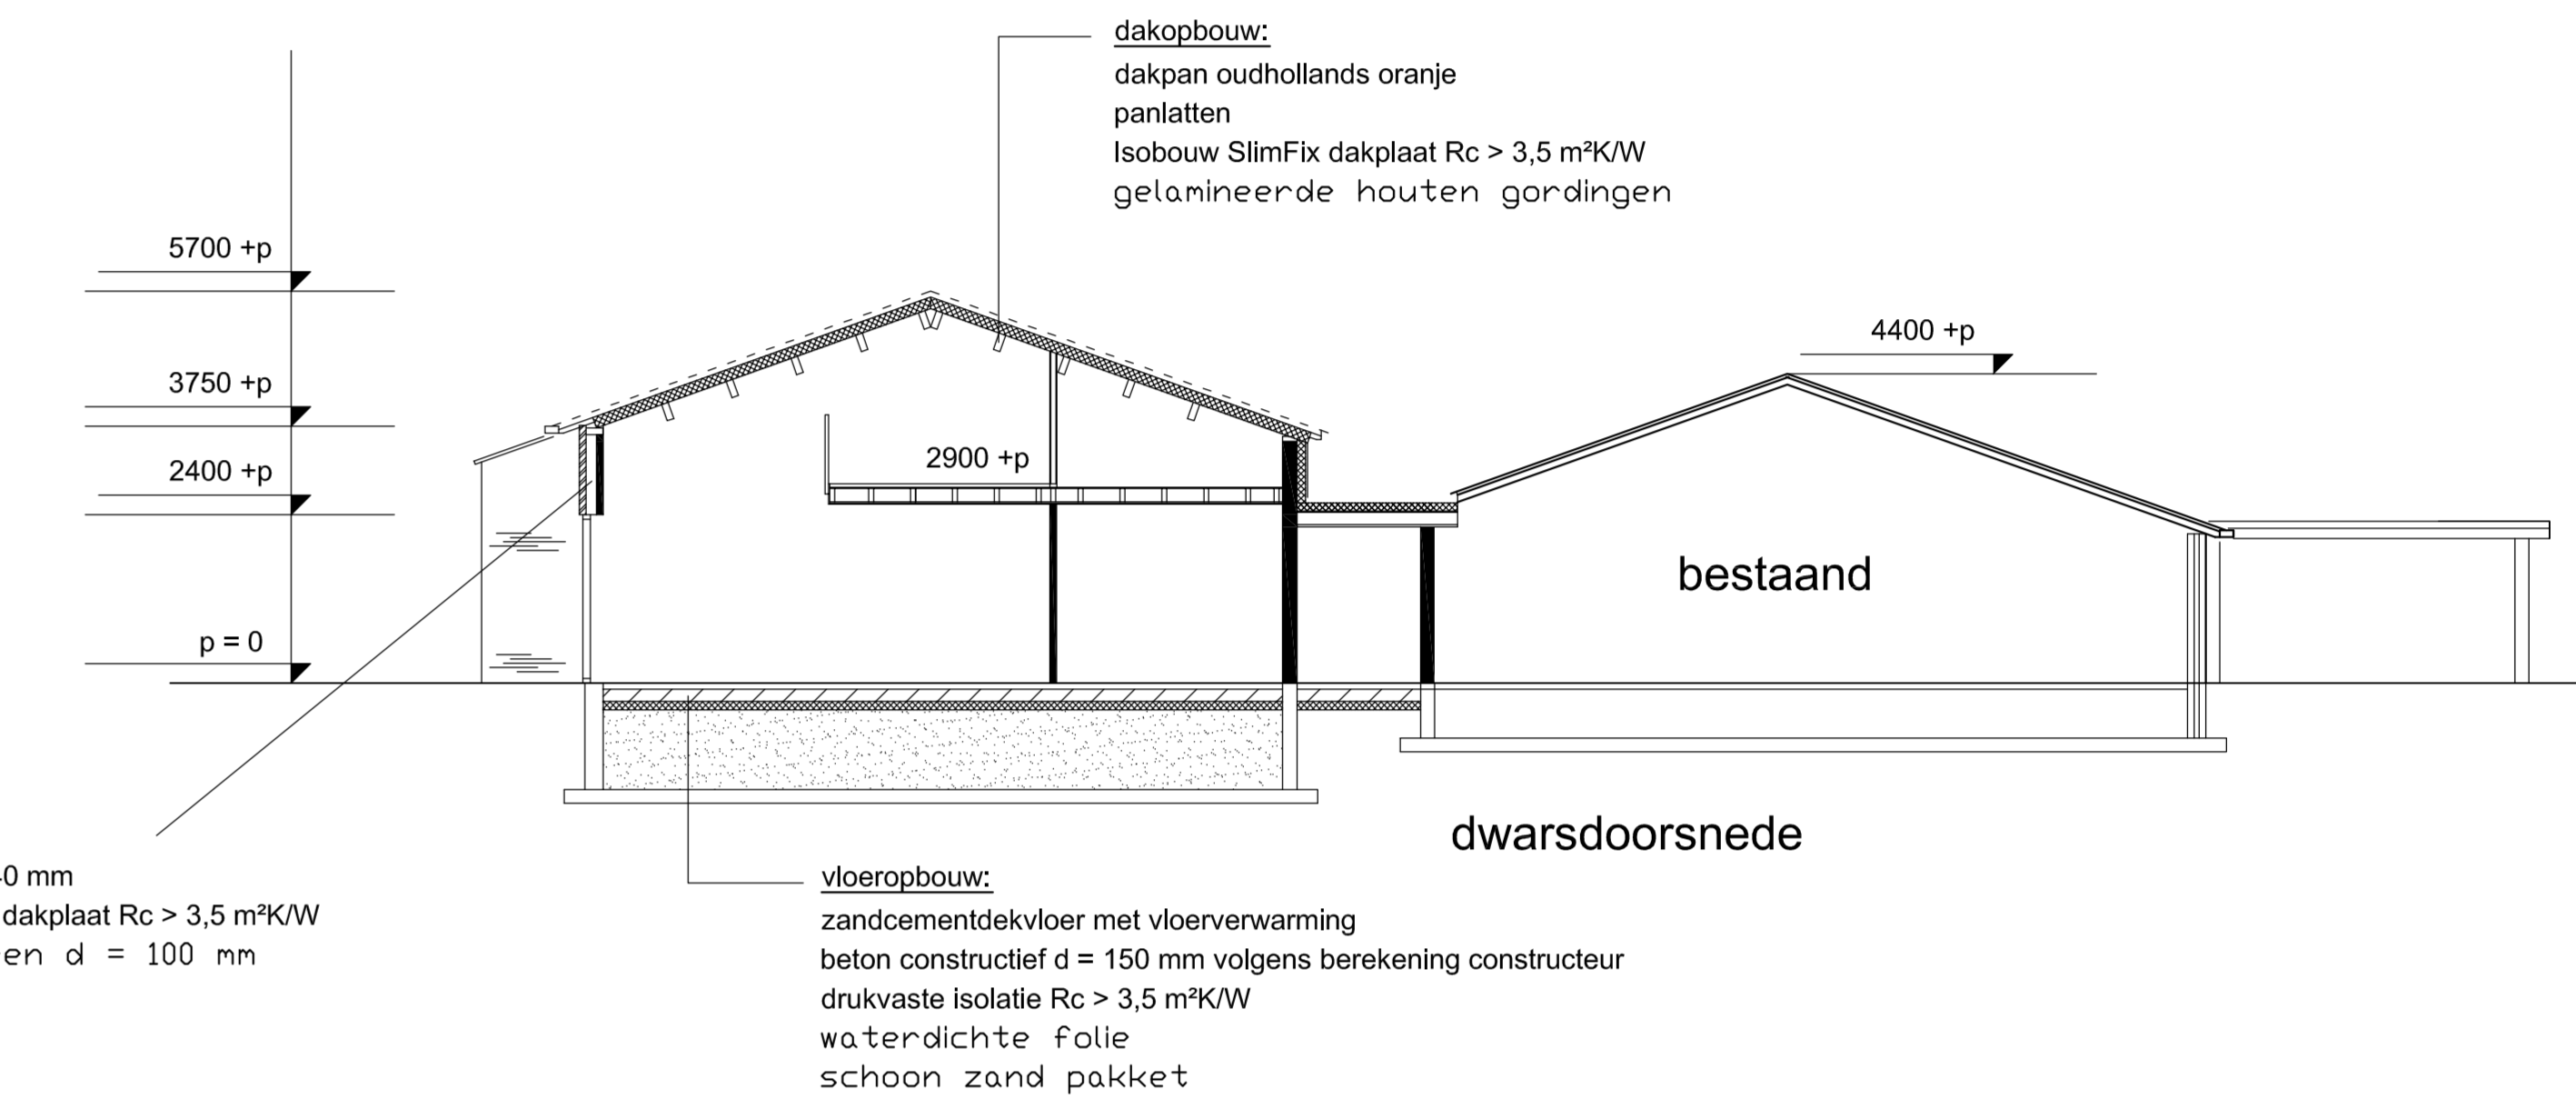 dakopbouw:
dakpan oudhollands oranje
panlatten
Isobouw SlimFix dakplaat Rc > 3,5 m²K/W
gelamineerde houten gordingen
5700 +p
3750 +p
2400 +p
p = 0
2900 +p
4400 +p
bestaand
dwarsdoorsnede
0 mm
dakplaat Rc > 3,5 m²K/W
en d = 100 mm
vloeropbouw:
zandcementdekvloer met vloerverwarming
beton constructief d = 150 mm volgens berekening constructeur
drukvaste isolatie Rc > 3,5 m²K/W
waterdichte folie
schoon zand pakket